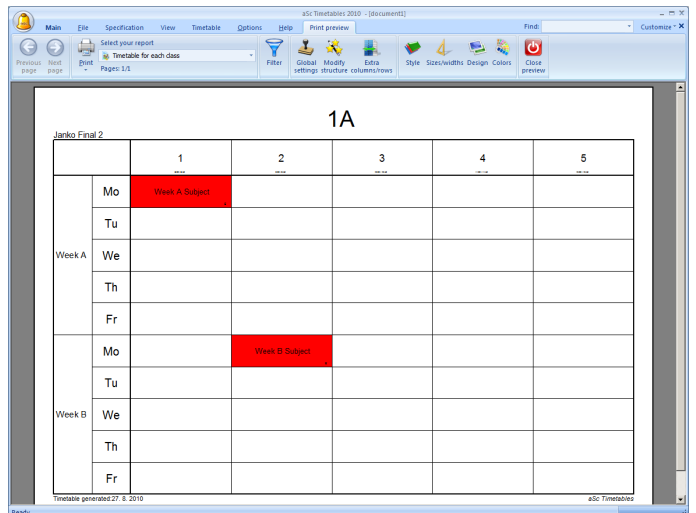 aSc Timetables 2010 - [document1]
Main File Specification View Timetable Options Help Print preview Find: Customize
Previous page
Next page
Print
Select your report
Timetable for each class
Pages: 1/1
Filter
Global settings
Modify structure
Extra columns/rows
Style
Sizes/widths
Design
Colors
Close preview
1A
Janko Final 2
1 2 3 4 5
Week A
Mo Week A Subject
Tu
We
Th
Fr
Week B
Mo Week B Subject
Tu
We
Th
Fr
Timetable generated:27. 8. 2010 aSc Timetables
Ready